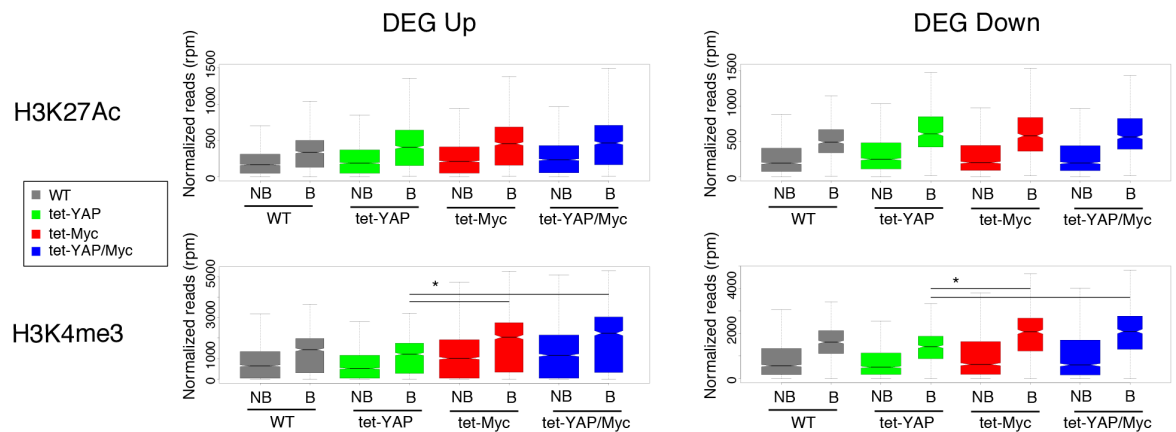 DEG Up
DEG Down
H3K27Ac
Normalized reads (rpm)
0 500 1000 1500
NB B NB B NB B NB B
WT tet-YAP tet-Myc tet-YAP/Myc
Normalized reads (rpm)
0 500 1000 1500
NB B NB B NB B NB B
WT tet-YAP tet-Myc tet-YAP/Myc
WT
tet-YAP
tet-Myc
tet-YAP/Myc
H3K4me3
Normalized reads (rpm)
0 1000 3000 5000
*
NB B NB B NB B NB B
WT tet-YAP tet-Myc tet-YAP/Myc
Normalized reads (rpm)
0 2000 4000
*
NB B NB B NB B NB B
WT tet-YAP tet-Myc tet-YAP/Myc